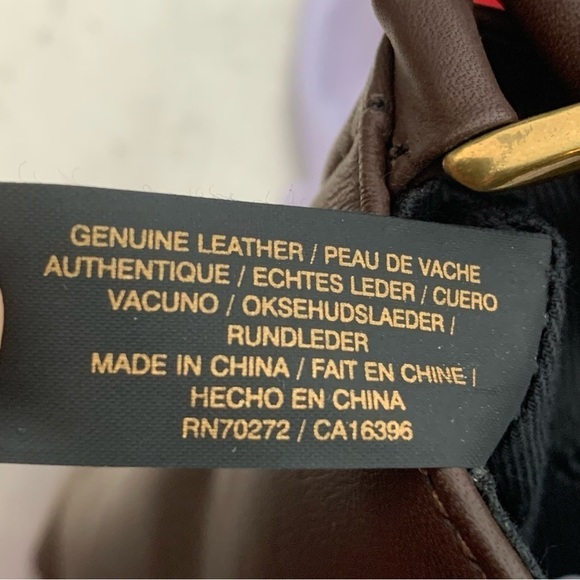 GENUINE LEATHER / PEAU DE VACHE
AUTHENTIQUE / ECHTES LEDER / CUERO
VACUNO / OKSEHUDSLAEDER /
RUNDLEDER
MADE IN CHINA / FAIT EN CHINE /
HECHO EN CHINA
RN70272 / CA16396